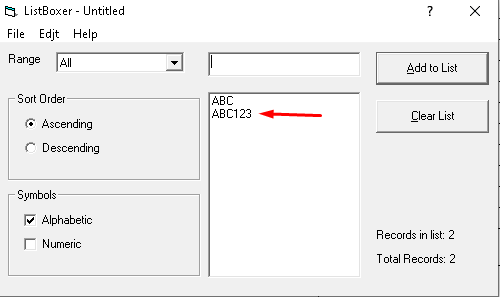 ListBoxer - Untitled
File Edjt Help
Range All Add to List
Sort Order
Ascending
Descending
ABC
ABC123
Clear List
Symbols
Alphabetic
Numeric
Records in list: 2
Total Records: 2